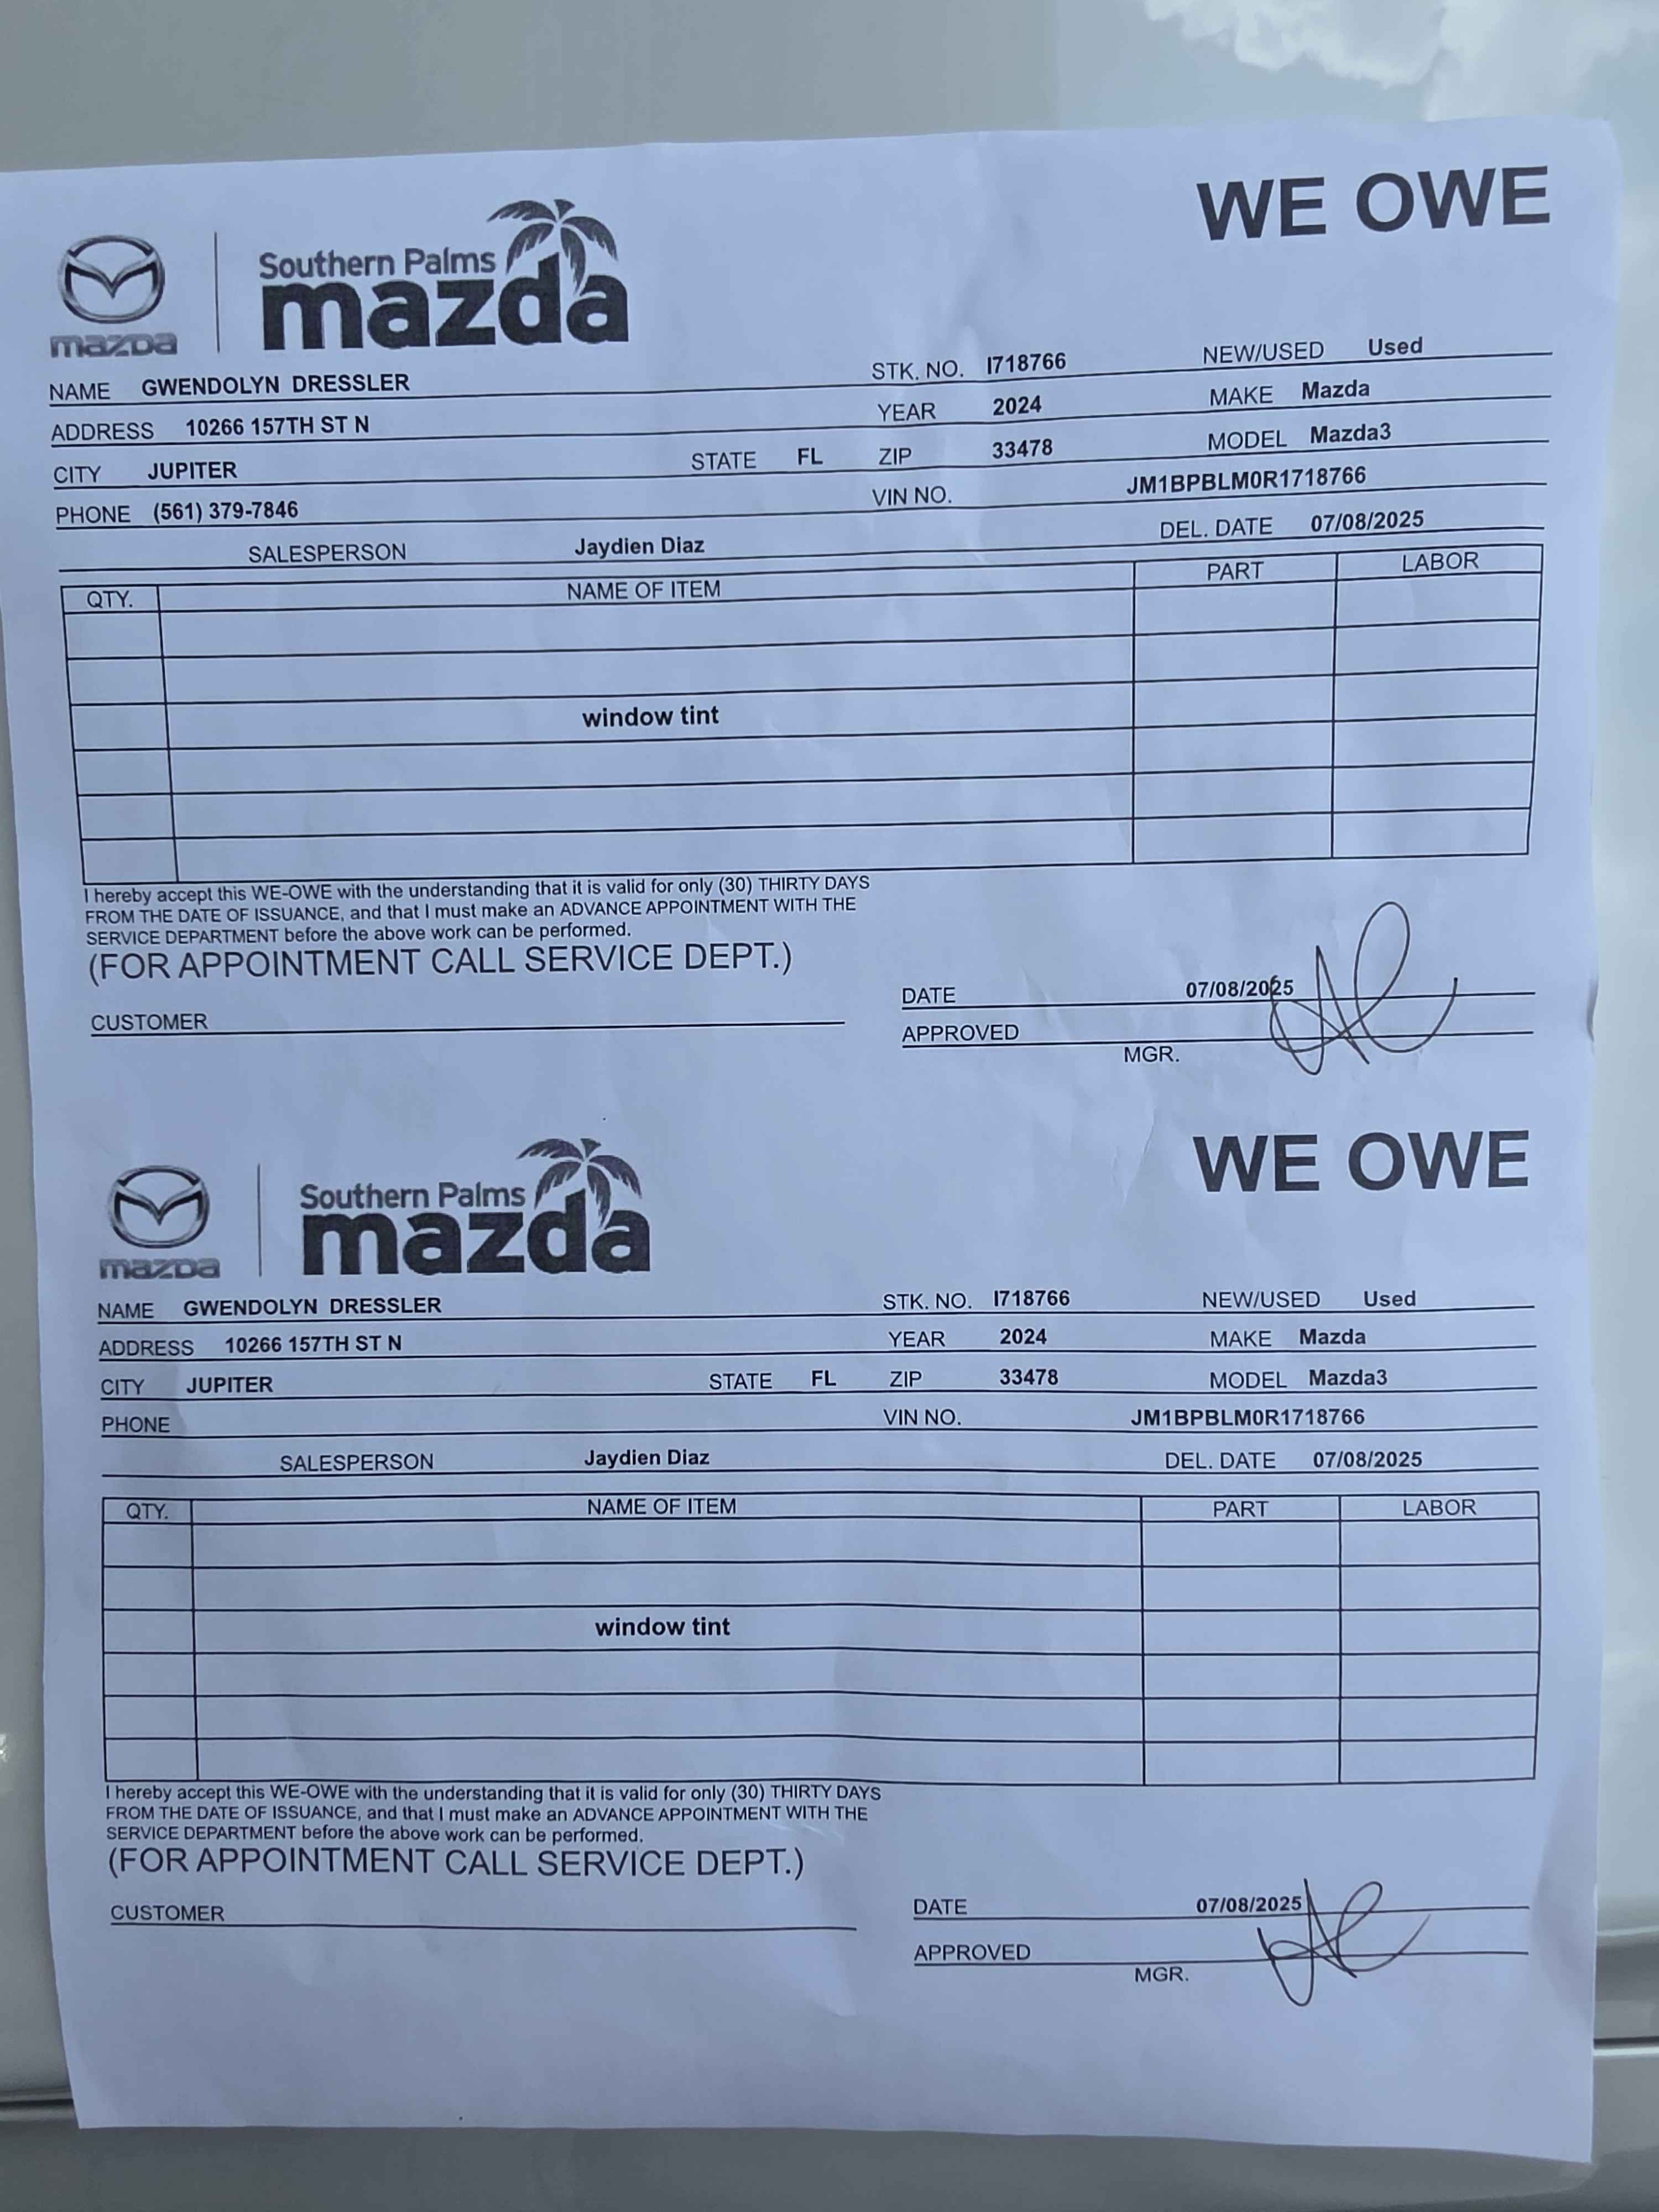 WE OWE
Southern Palms
mazda
mazda
NAME GWENDOLYN DRESSLER STK. NO. I718766 NEW/USED Used
ADDRESS 10266 157TH ST N YEAR 2024 MAKE Mazda
CITY JUPITER STATE FL ZIP 33478 MODEL Mazda3
PHONE (561) 379-7846 VIN NO. JM1BPBLM0R1718766
SALESPERSON Jaydien Diaz DEL. DATE 07/08/2025
QTY. NAME OF ITEM PART LABOR
window tint
I hereby accept this WE-OWE with the understanding that it is valid for only (30) THIRTY DAYS
FROM THE DATE OF ISSUANCE, and that I must make an ADVANCE APPOINTMENT WITH THE
SERVICE DEPARTMENT before the above work can be performed.
(FOR APPOINTMENT CALL SERVICE DEPT.)
DATE 07/08/2025
CUSTOMER APPROVED
MGR.
WE OWE
Southern Palms
mazda
mazda
NAME GWENDOLYN DRESSLER STK. NO. I718766 NEW/USED Used
ADDRESS 10266 157TH ST N YEAR 2024 MAKE Mazda
CITY JUPITER STATE FL ZIP 33478 MODEL Mazda3
PHONE VIN NO. JM1BPBLM0R1718766
SALESPERSON Jaydien Diaz DEL. DATE 07/08/2025
QTY. NAME OF ITEM PART LABOR
window tint
I hereby accept this WE-OWE with the understanding that it is valid for only (30) THIRTY DAYS
FROM THE DATE OF ISSUANCE, and that I must make an ADVANCE APPOINTMENT WITH THE
SERVICE DEPARTMENT before the above work can be performed.
(FOR APPOINTMENT CALL SERVICE DEPT.)
DATE 07/08/2025
CUSTOMER APPROVED
MGR.